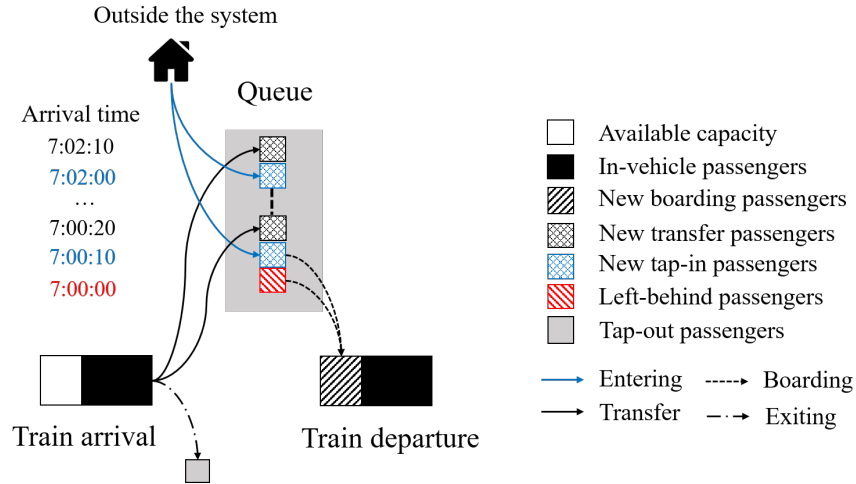 Outside the system
Queue
Arrival time
7:02:10
7:02:00
...
7:00:20
7:00:10
7:00:00
Train arrival
Train departure
Available capacity
In-vehicle passengers
New boarding passengers
New transfer passengers
New tap-in passengers
Left-behind passengers
Tap-out passengers
Entering
Boarding
Transfer
Exiting